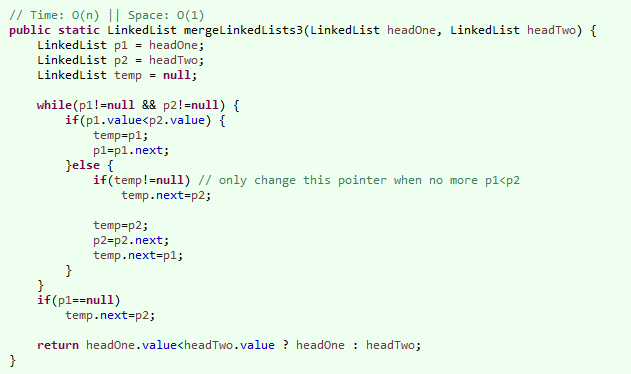 // Time: O(n) || Space: O(1)
public static LinkedList mergeLinkedLists3(LinkedList headOne, LinkedList headTwo) {
    LinkedList p1 = headOne;
    LinkedList p2 = headTwo;
    LinkedList temp = null;

    while(p1!=null && p2!=null) {
        if(p1.value<p2.value) {
            temp=p1;
            p1=p1.next;
        }else {
            if(temp!=null) // only change this pointer when no more p1<p2
                temp.next=p2;

            temp=p2;
            p2=p2.next;
            temp.next=p1;
        }
    }
    if(p1==null)
        temp.next=p2;

    return headOne.value<headTwo.value ? headOne : headTwo;
}